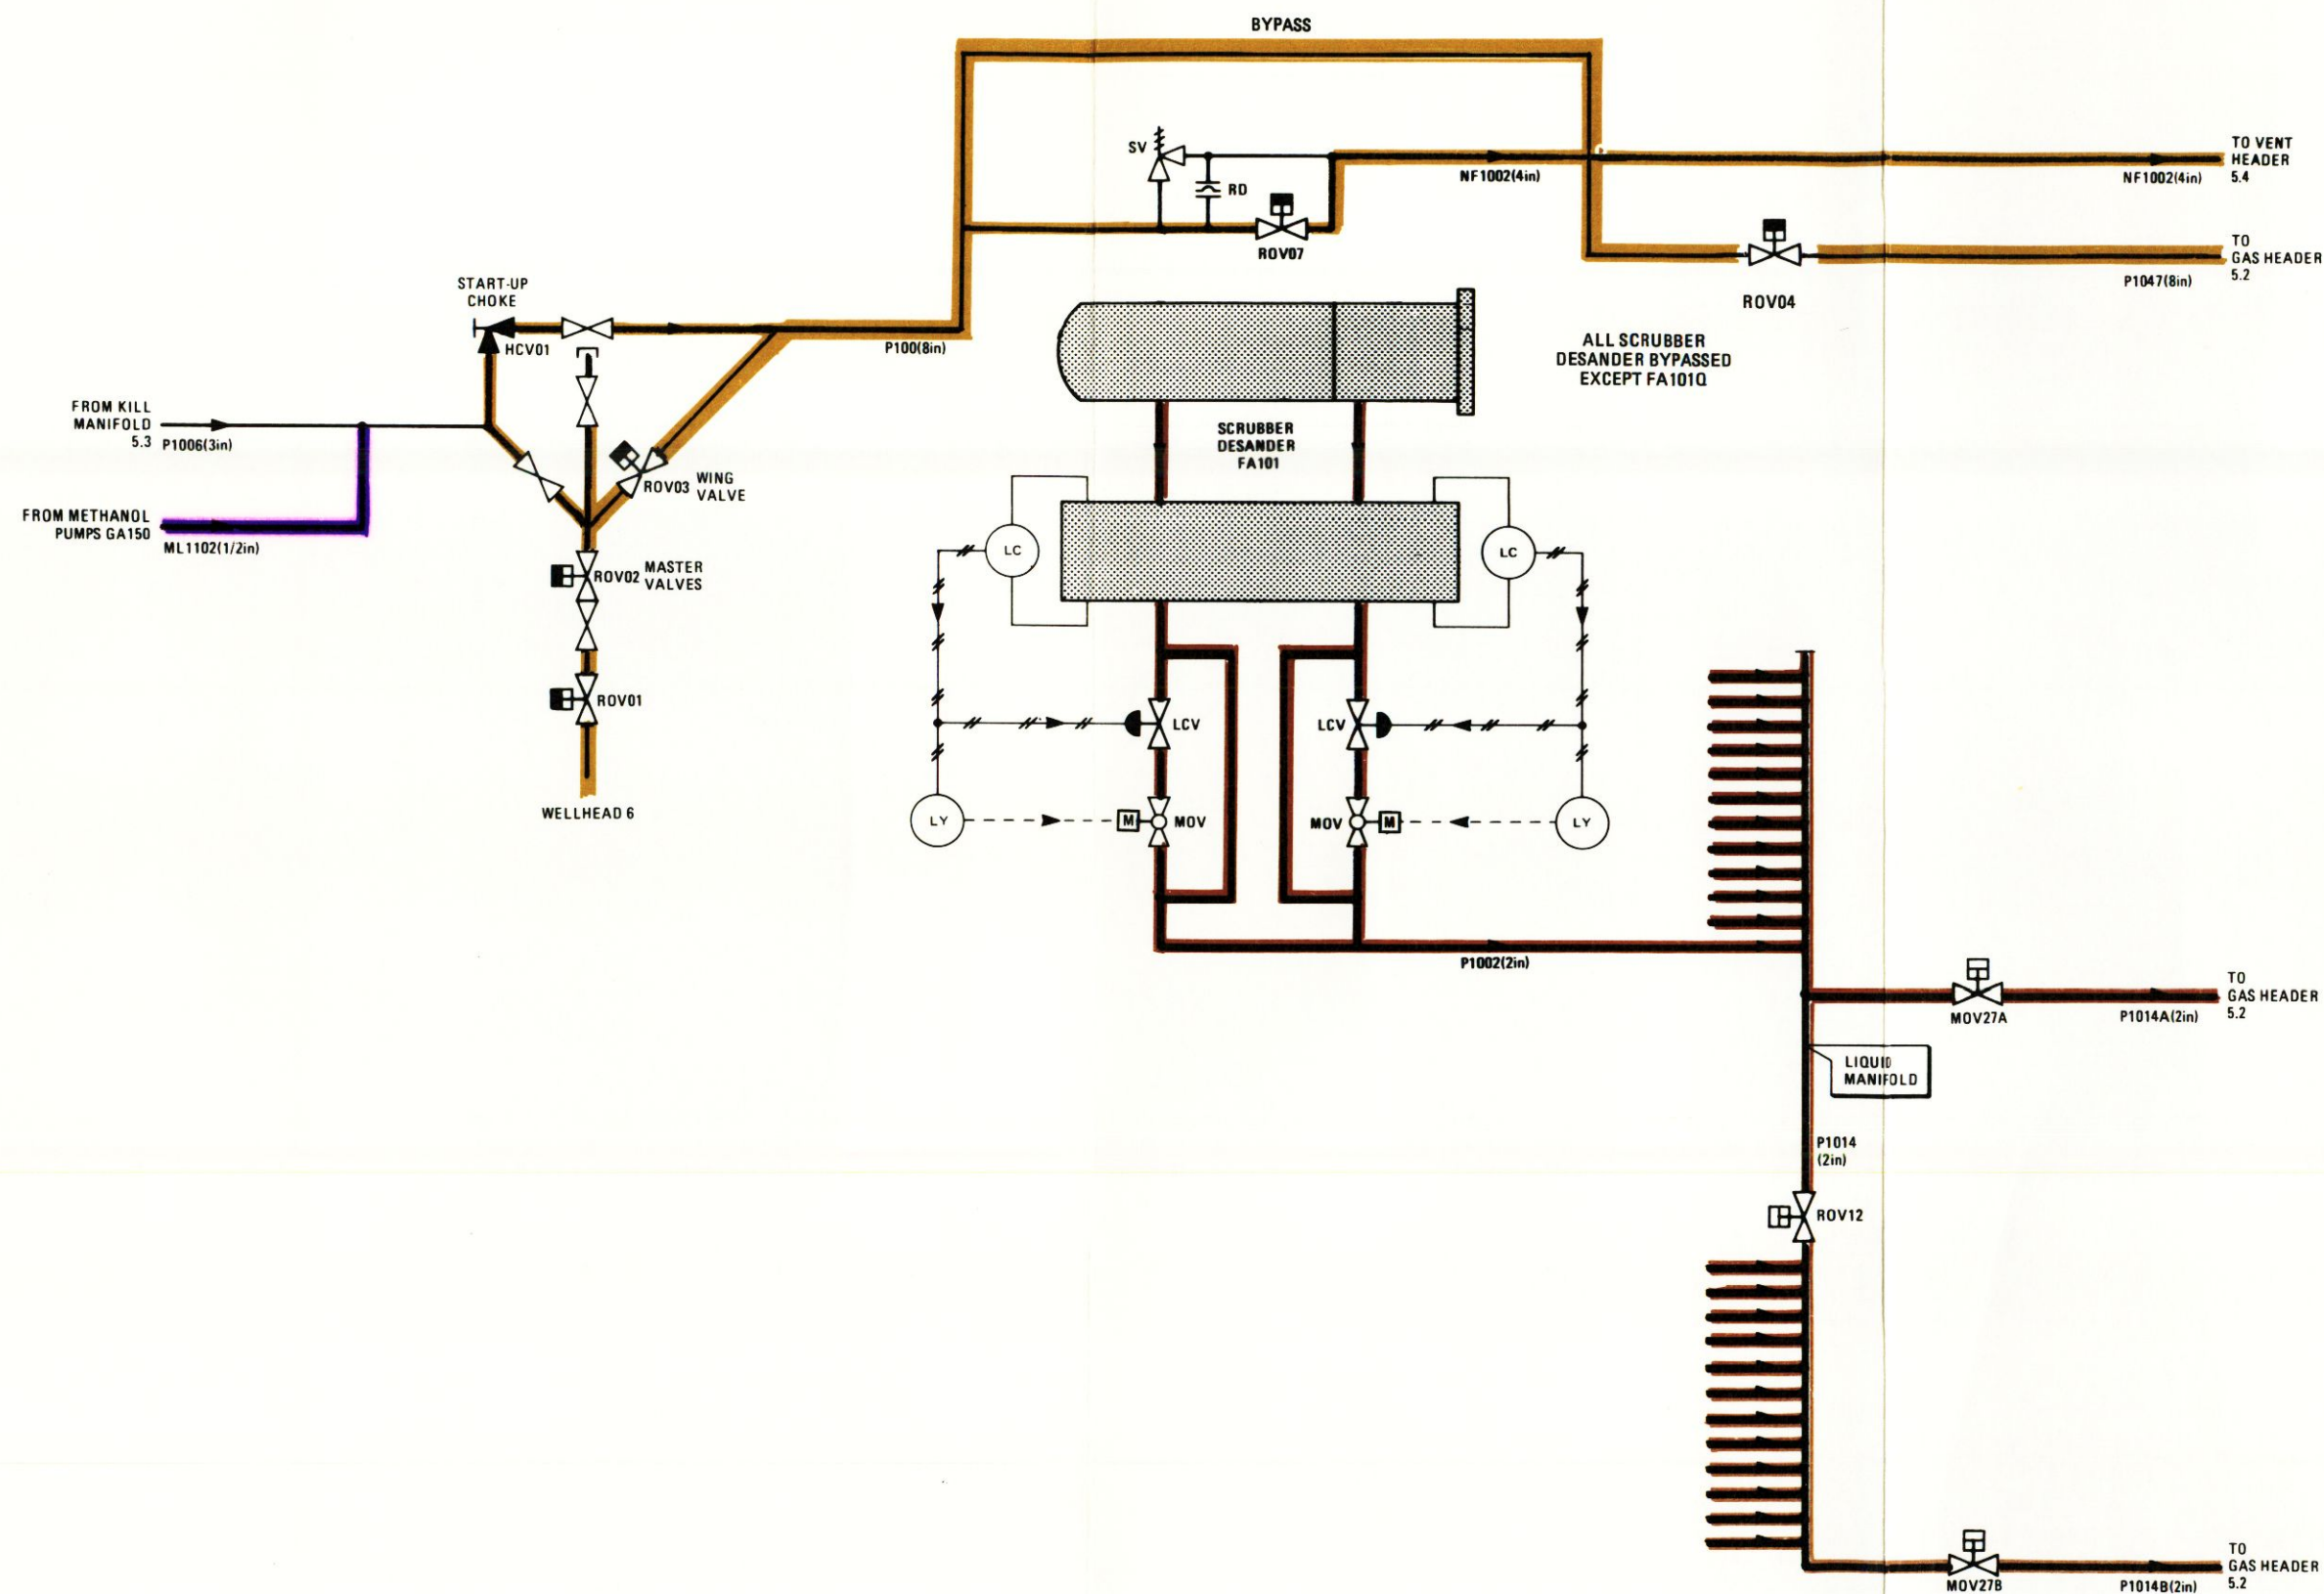 BYPASS
SV
RD
ROV07
NF1002(4in)
NF1002(4in)
TO VENT
HEADER
5.4
TO
GAS HEADER
5.2
P1047(8in)
ROV04
START-UP
CHOKE
HCV01
P100(8in)
ALL SCRUBBER
DESANDER BYPASSED
EXCEPT FA101Q
FROM KILL
MANIFOLD
5.3
P1006(3in)
SCRUBBER
DESANDER
FA101
ROV03
WING
VALVE
FROM METHANOL
PUMPS GA150
ML1102(1/2in)
ROV02
MASTER
VALVES
LC
LC
ROV01
LCV
LCV
WELLHEAD 6
LY
M
MOV
MOV
M
LY
P1002(2in)
TO
GAS HEADER
5.2
MOV27A
P1014A(2in)
LIQUID
MANIFOLD
P1014
(2in)
ROV12
MOV27B
P1014B(2in)
TO
GAS HEADER
5.2